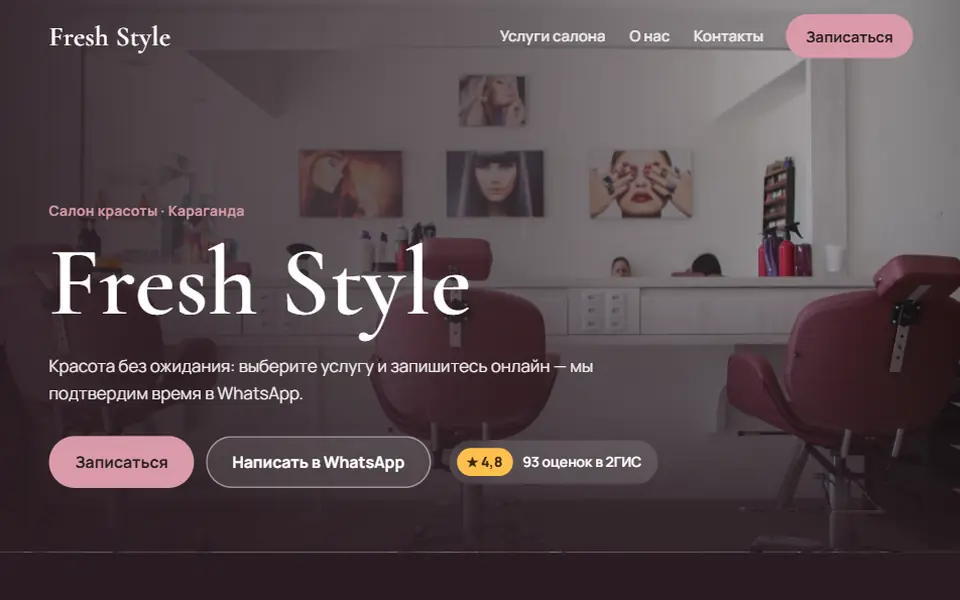 Fresh Style
Услуги салона
О нас
Контакты
Записаться
Салон красоты · Караганда
Fresh Style
Красота без ожидания: выберите услугу и запишитесь онлайн — мы
подтвердим время в WhatsApp.
Записаться
Написать в WhatsApp
★ 4,8
93 оценок в 2ГИС